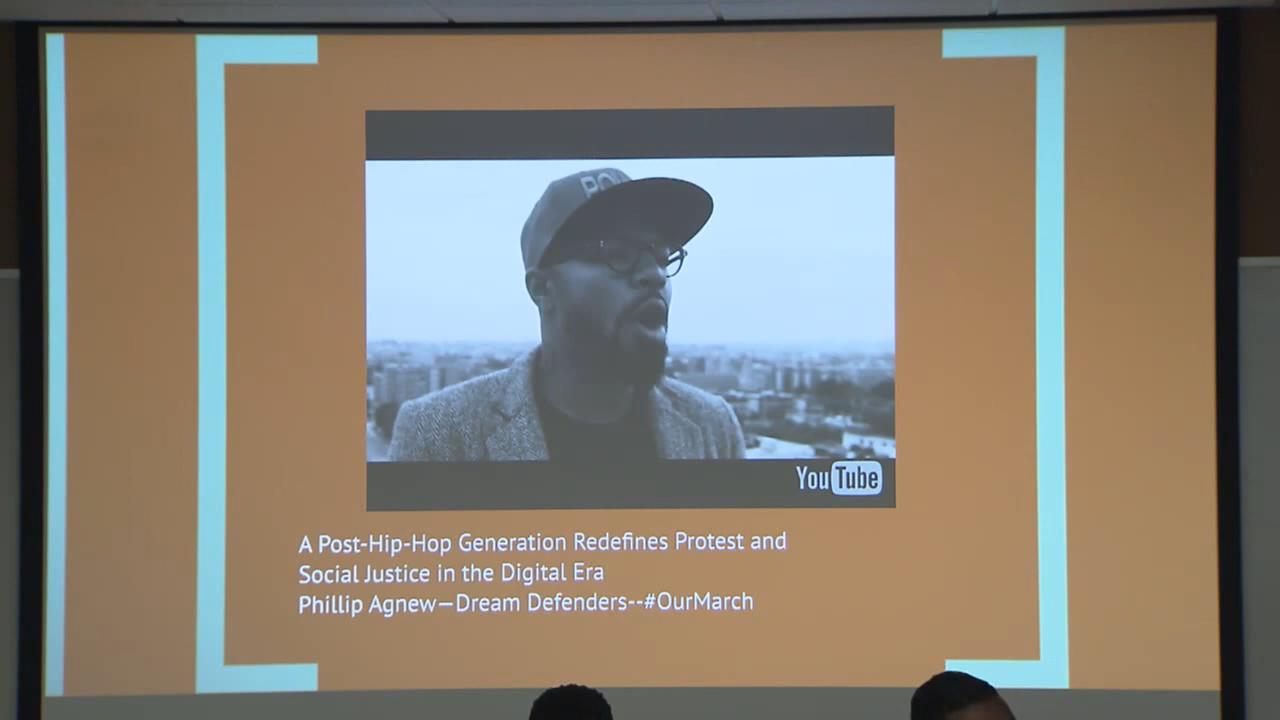 YouTube
A Post-Hip-Hop Generation Redefines Protest and
Social Justice in the Digital Era
Phillip Agnew—Dream Defenders--#OurMarch